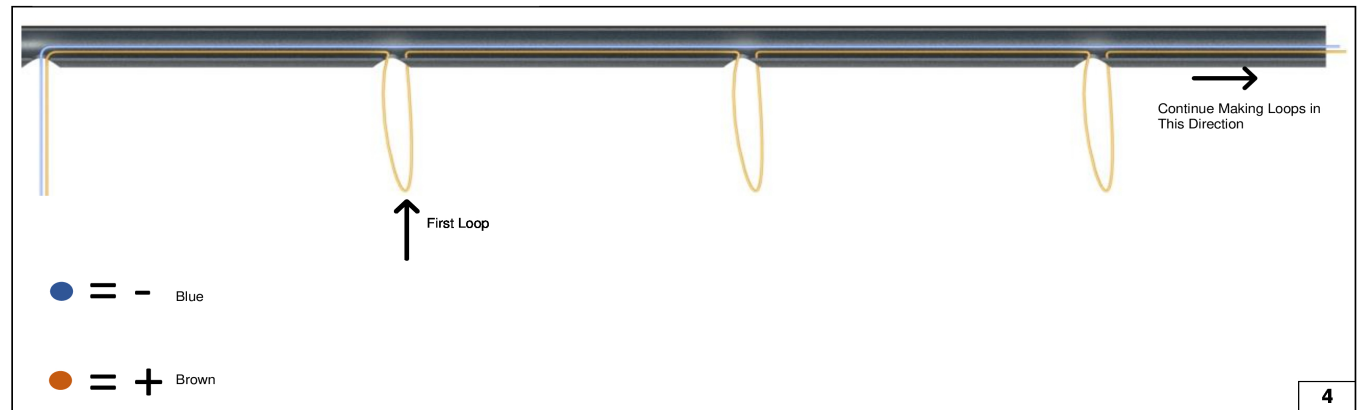 Continue Making Loops in
This Direction
First Loop
= - Blue
= + Brown
4